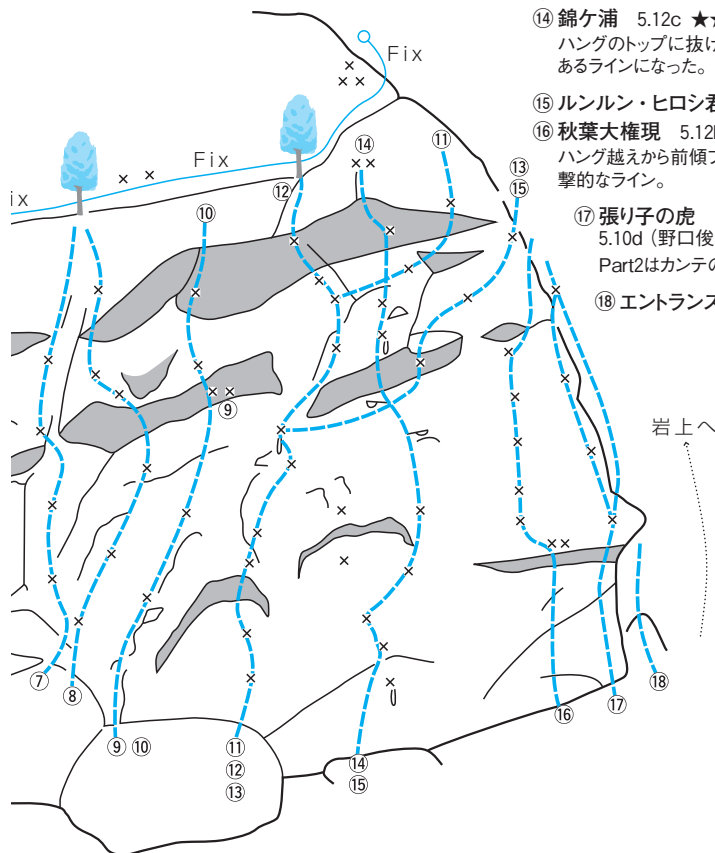 ⑭ 錦ケ浦 5.12c ★
ハングのトップに抜け
あるラインになった。
⑮ ルンルン・ヒロシ
⑯ 秋葉大権現 5.12
ハング越えから前傾
撃的なライン。
⑰ 張り子の虎
5.10d（野口俊
Part2はカンテの
⑱ エントランス
Fix
Fix
ix
⑭
⑪
⑬
⑮
⑫
⑩
⑨
岩上へ
⑦
⑧
⑨ ⑩
⑪
⑫
⑬
⑭
⑮
⑯
⑰
⑱